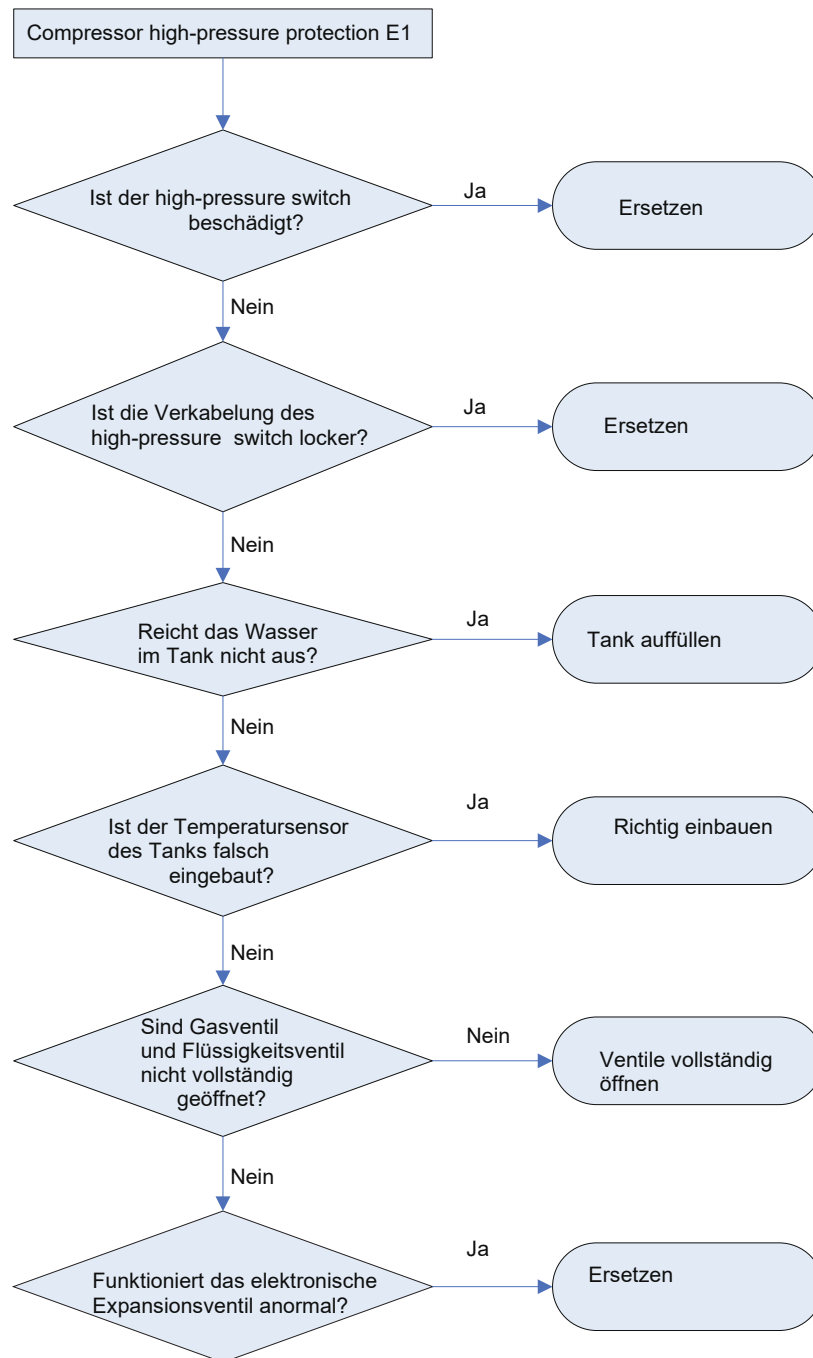 Compressor high-pressure protection E1
Ist der high-pressure switch
beschädigt?
Ja
Ersetzen
Nein
Ist die Verkabelung des
high-pressure switch locker?
Ja
Ersetzen
Nein
Reicht das Wasser
im Tank nicht aus?
Ja
Tank auffüllen
Nein
Ist der Temperatursensor
des Tanks falsch
eingebaut?
Ja
Richtig einbauen
Nein
Sind Gasventil
und Flüssigkeitsventil
nicht vollständig
geöffnet?
Nein
Ventile vollständig
öffnen
Nein
Funktioniert das elektronische
Expansionsventil anormal?
Ja
Ersetzen